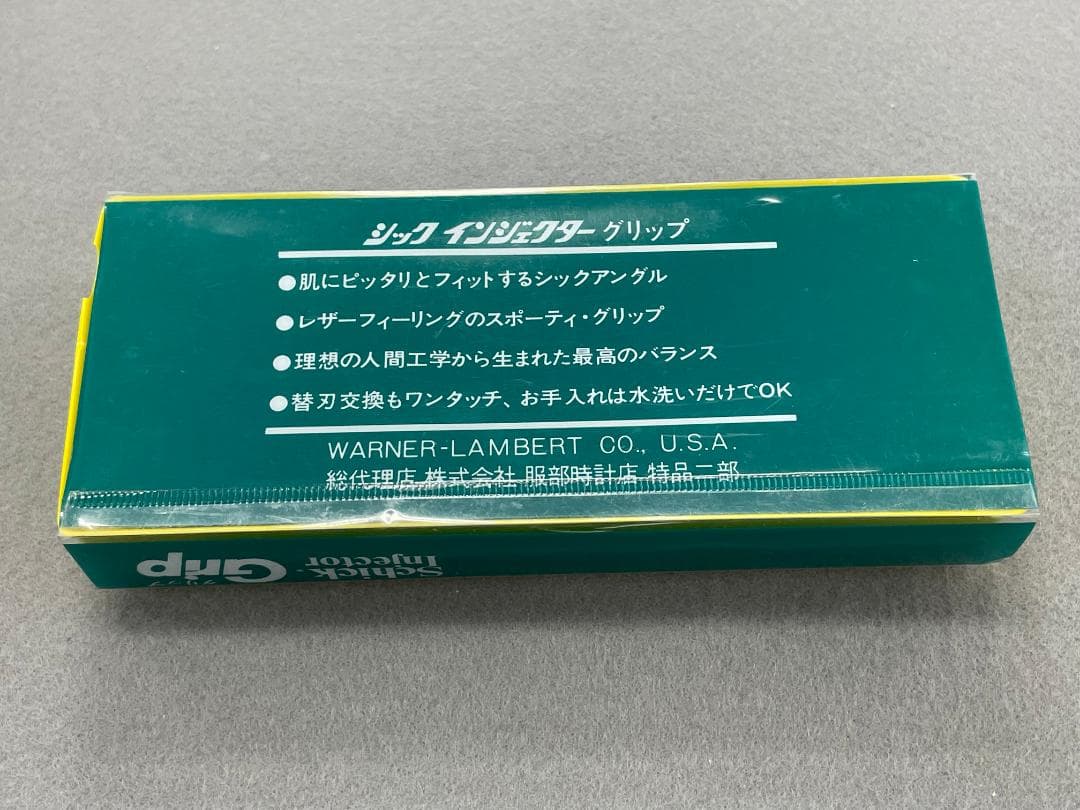 シック インジェクター グリップ
●肌にピッタリとフィットするシックアングル
●レザーフィーリングのスポーティ・グリップ
●理想の人間工学から生まれた最高のバランス
●替刃交換もワンタッチ、お手入れは水洗いだけでOK
WARNER-LAMBERT CO., U.S.A.
総代理店 株式会社 服部時計店 特品二部
Schick
Injector
Grip
グリップ